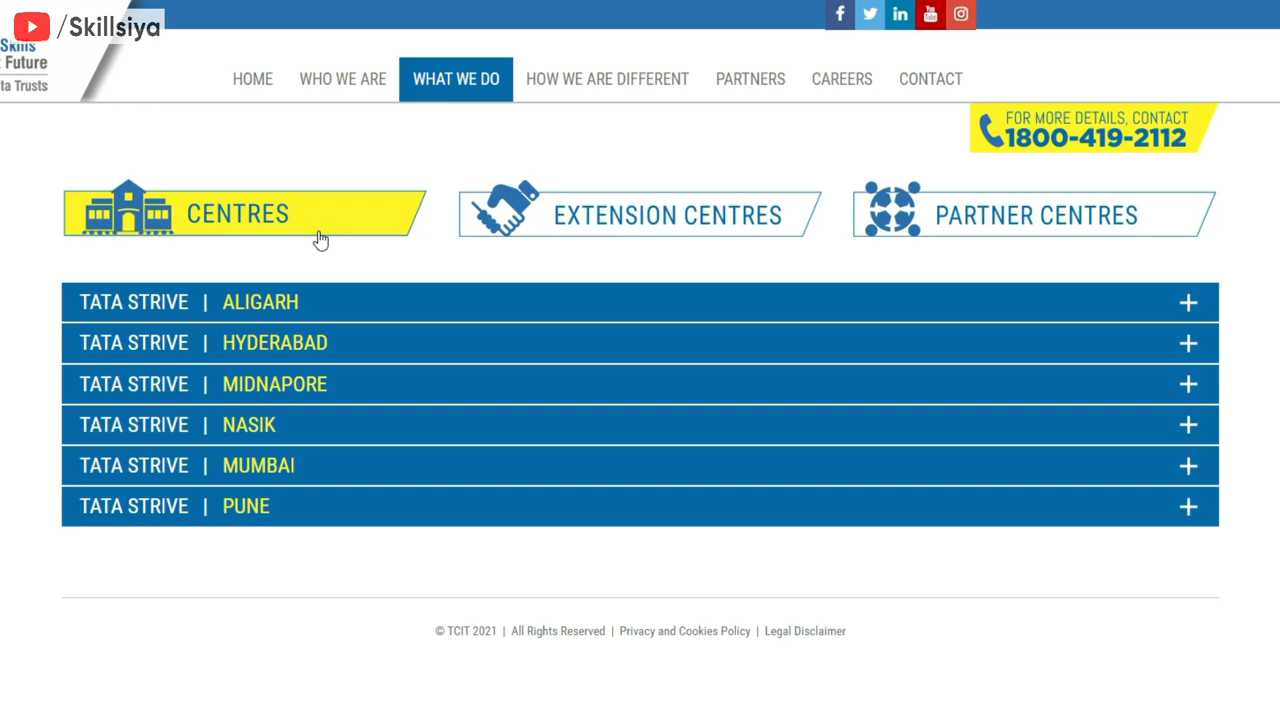 /Skillsiya
Skills
Future
ta Trusts
HOME WHO WE ARE WHAT WE DO HOW WE ARE DIFFERENT PARTNERS CAREERS CONTACT
FOR MORE DETAILS, CONTACT
1800-419-2112
CENTRES EXTENSION CENTRES PARTNER CENTRES
TATA STRIVE | ALIGARH
TATA STRIVE | HYDERABAD
TATA STRIVE | MIDNAPORE
TATA STRIVE | NASIK
TATA STRIVE | MUMBAI
TATA STRIVE | PUNE
© TCIT 2021 | All Rights Reserved | Privacy and Cookies Policy | Legal Disclaimer